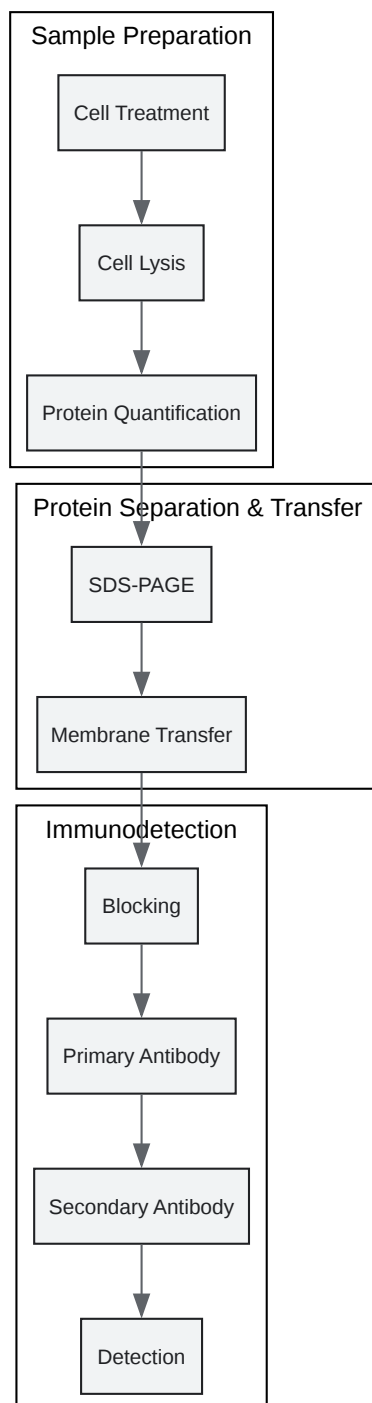 Sample Preparation
Cell Treatment
Cell Lysis
Protein Quantification
Protein Separation & Transfer
SDS-PAGE
Membrane Transfer
Immunodetection
Blocking
Primary Antibody
Secondary Antibody
Detection